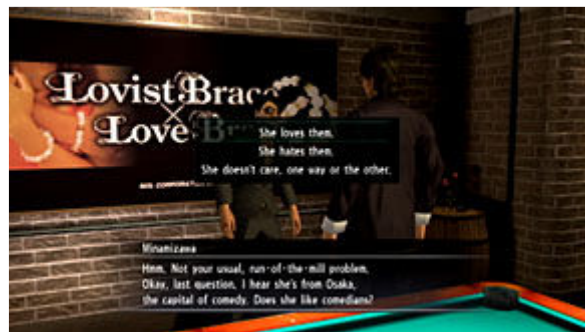 Lovist Brac
×
Love Br
She loves them.
She hates them.
She doesn't care, one way or the other.
Minamizawa
Hmm. Not your usual, run-of-the-mill problem.
Okay, last question. I hear she's from Osaka,
the capital of comedy. Does she like comedians?